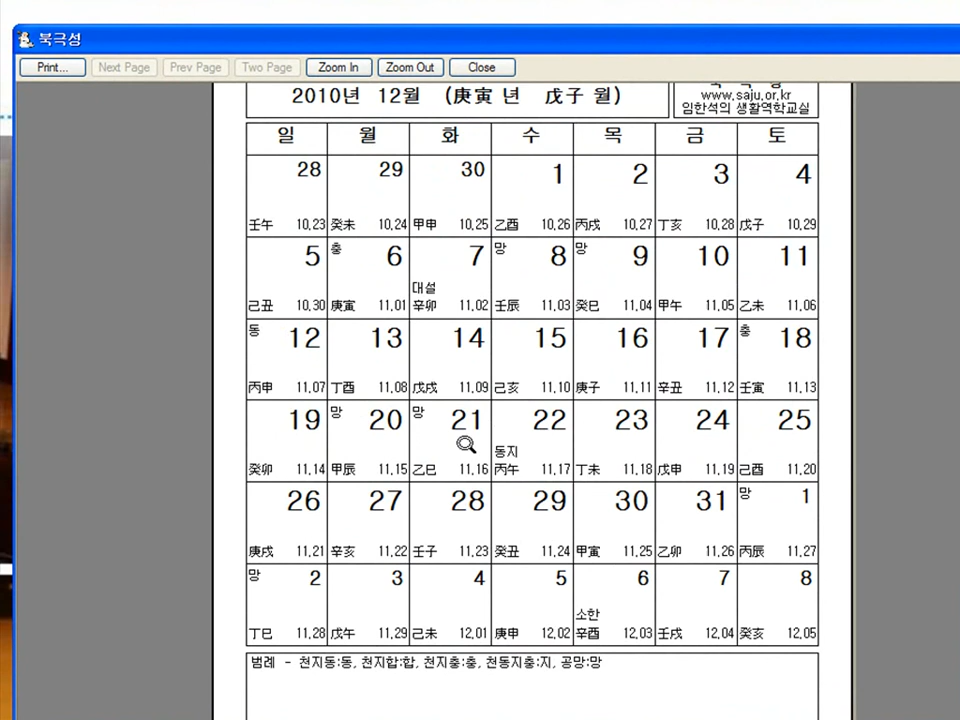 북극성
Print... Next Page Prev Page Two Page Zoom In Zoom Out Close
2010년 12월 (庚寅 년 戊子 월)
www.saju.or.kr
임한석의 생활역학교실
일 월 화 수 목 금 토
28 29 30 1 2 3 4
壬午 10.23 癸未 10.24 甲申 10.25 乙酉 10.26 丙戌 10.27 丁亥 10.28 戊子 10.29
5 충 6 7 망 8 망 9 10 11
대설
己丑 10.30 庚寅 11.01 辛卯 11.02 壬辰 11.03 癸巳 11.04 甲午 11.05 乙未 11.06
동 12 13 14 15 16 17 충 18
丙申 11.07 丁酉 11.08 戊戌 11.09 己亥 11.10 庚子 11.11 辛丑 11.12 壬寅 11.13
19 망 20 망 21 22 23 24 25
동지
癸卯 11.14 甲辰 11.15 乙巳 11.16 丙午 11.17 丁未 11.18 戊申 11.19 己酉 11.20
26 27 28 29 30 31 망 1
庚戌 11.21 辛亥 11.22 壬子 11.23 癸丑 11.24 甲寅 11.25 乙卯 11.26 丙辰 11.27
망 2 3 4 5 6 7 8
소한
丁巳 11.28 戊午 11.29 己未 12.01 庚申 12.02 辛酉 12.03 壬戌 12.04 癸亥 12.05
범례 - 천지동:동, 천지합:합, 천지충:충, 천동지충:지, 공망:망